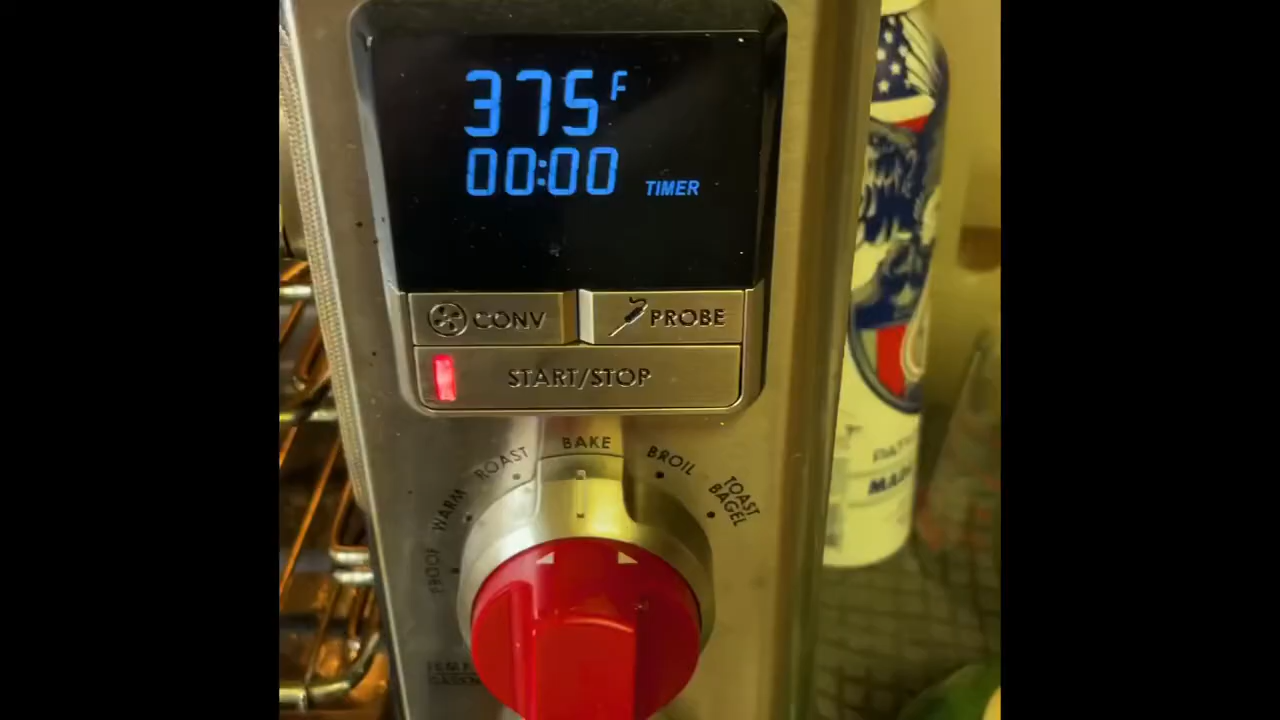 375 F
00:00 TIMER
CONV PROBE
START/STOP
BAKE
ROAST
BROIL
WARM
TOAST
BAGEL
PROOF